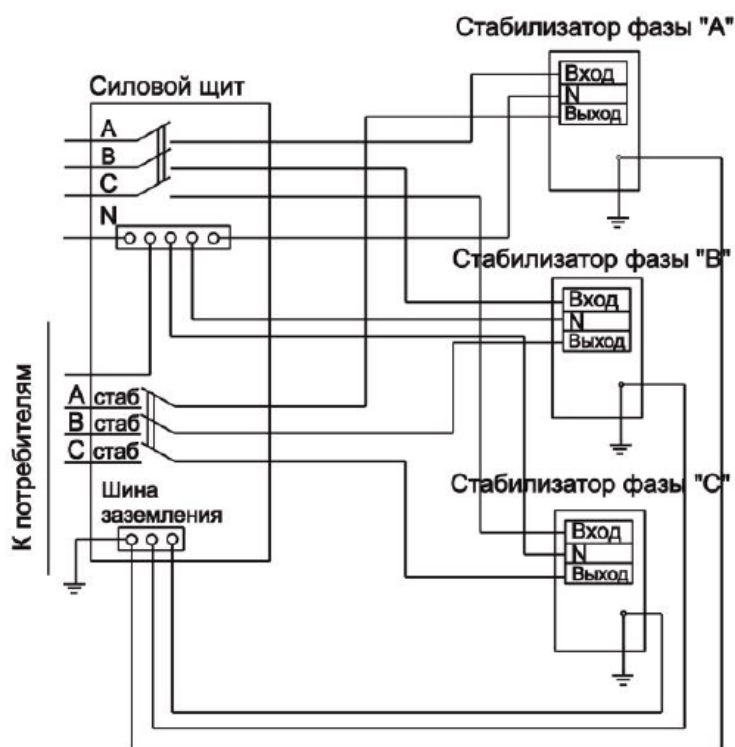 Стабилизатор фазы "А"
Вход
N
Выход
Силовой щит
A
B
C
N
Стабилизатор фазы "В"
Вход
N
Выход
К потребителям
А стаб
В стаб
С стаб
Шина
заземления
Стабилизатор фазы "С"
Вход
N
Выход